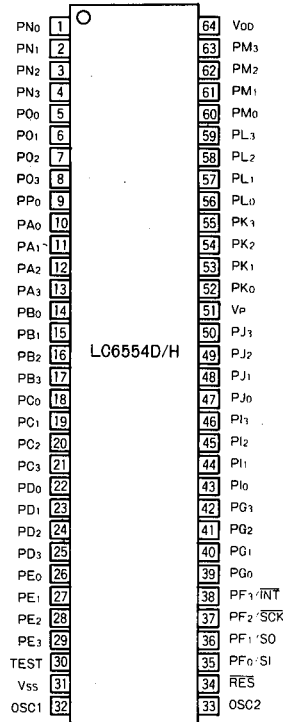 PN₀ 1 64 VDD
PN₁ 2 63 PM₃
PN₂ 3 62 PM₂
PN₃ 4 61 PM₁
PO₀ 5 60 PM₀
PO₁ 6 59 PL₃
PO₂ 7 58 PL₂
PO₃ 8 57 PL₁
PP₀ 9 56 PL₀
PA₀ 10 55 PK₃
PA₁ 11 54 PK₂
PA₂ 12 53 PK₁
PA₃ 13 52 PK₀
PB₀ 14 51 VP
PB₁ 15 50 PJ₃
PB₂ 16 LC6554D/H 49 PJ₂
PB₃ 17 48 PJ₁
PC₀ 18 47 PJ₀
PC₁ 19 46 PI₃
PC₂ 20 45 PI₂
PC₃ 21 44 PI₁
PD₀ 22 43 PI₀
PD₁ 23 42 PG₃
PD₂ 24 41 PG₂
PD₃ 25 40 PG₁
PE₀ 26 39 PG₀
PE₁ 27 38 PF₃/INT
PE₂ 28 37 PF₂/SCK
PE₃ 29 36 PF₁/SO
TEST 30 35 PF₀/SI
VSS 31 34 RES
OSC1 32 33 OSC2